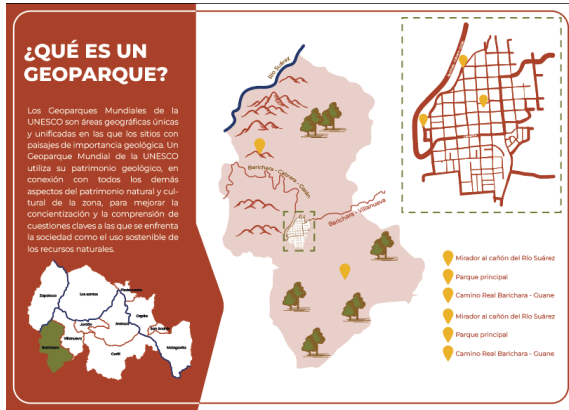 ¿QUÉ ES UN
GEOPARQUE?
Los Geoparques Mundiales de la
UNESCO son áreas geográficas únicas
y unificadas en las que los sitios con
paisajes de importancia geológica. Un
Geoparque Mundial de la UNESCO
utiliza su patrimonio geológico, en
conexión con todos los demás
aspectos del patrimonio natural y cul-
tural de la zona, para mejorar la
concientización y la comprensión de
cuestiones claves a las que se enfrenta
la sociedad como el uso sostenible de
los recursos naturales.
Zapatoca
Los santos
Cepita
Jordán
Aratoca
San Andrés
Barichara
Villanueva
Curití
Mogotes
Río Suárez
Barichara - Cabrera - Galán
Barichara - Villanueva
Mirador al cañón del Río Suárez
Parque principal
Camino Real Barichara - Guane
Mirador al cañón del Río Suárez
Parque principal
Camino Real Barichara - Guane